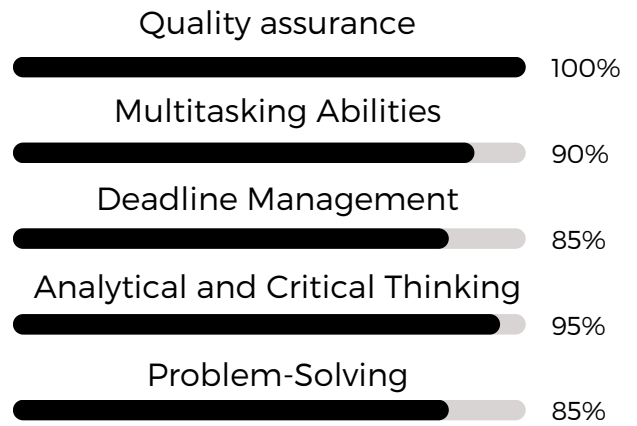 Quality assurance
100%
Multitasking Abilities
90%
Deadline Management
85%
Analytical and Critical Thinking
95%
Problem-Solving
85%